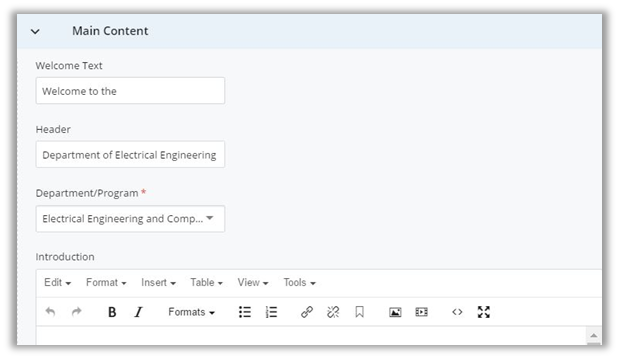 Main Content
Welcome Text
Welcome to the
Header
Department of Electrical Engineering
Department/Program *
Electrical Engineering and Comp...
Introduction
Edit Format Insert Table View Tools
B I Formats